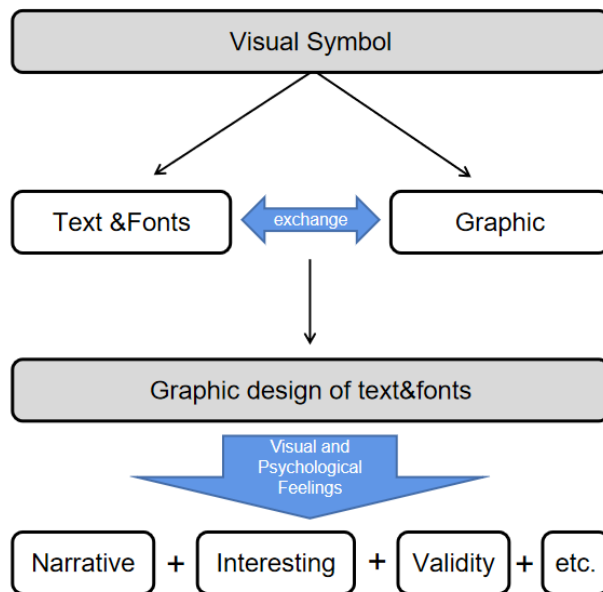 Visual Symbol
Text &Fonts
exchange
Graphic
Graphic design of text&fonts
Visual and
Psychological
Feelings
Narrative + Interesting + Validity + etc.